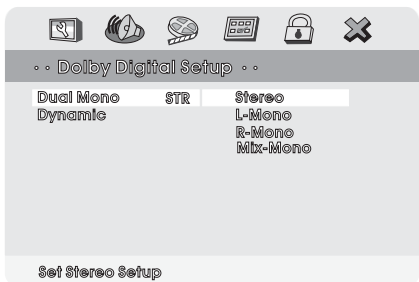 •• Dolby Digital Setup ••
Dual Mono STR Stereo
Dynamic L-Mono
R-Mono
Mix-Mono
Set Stereo Setup